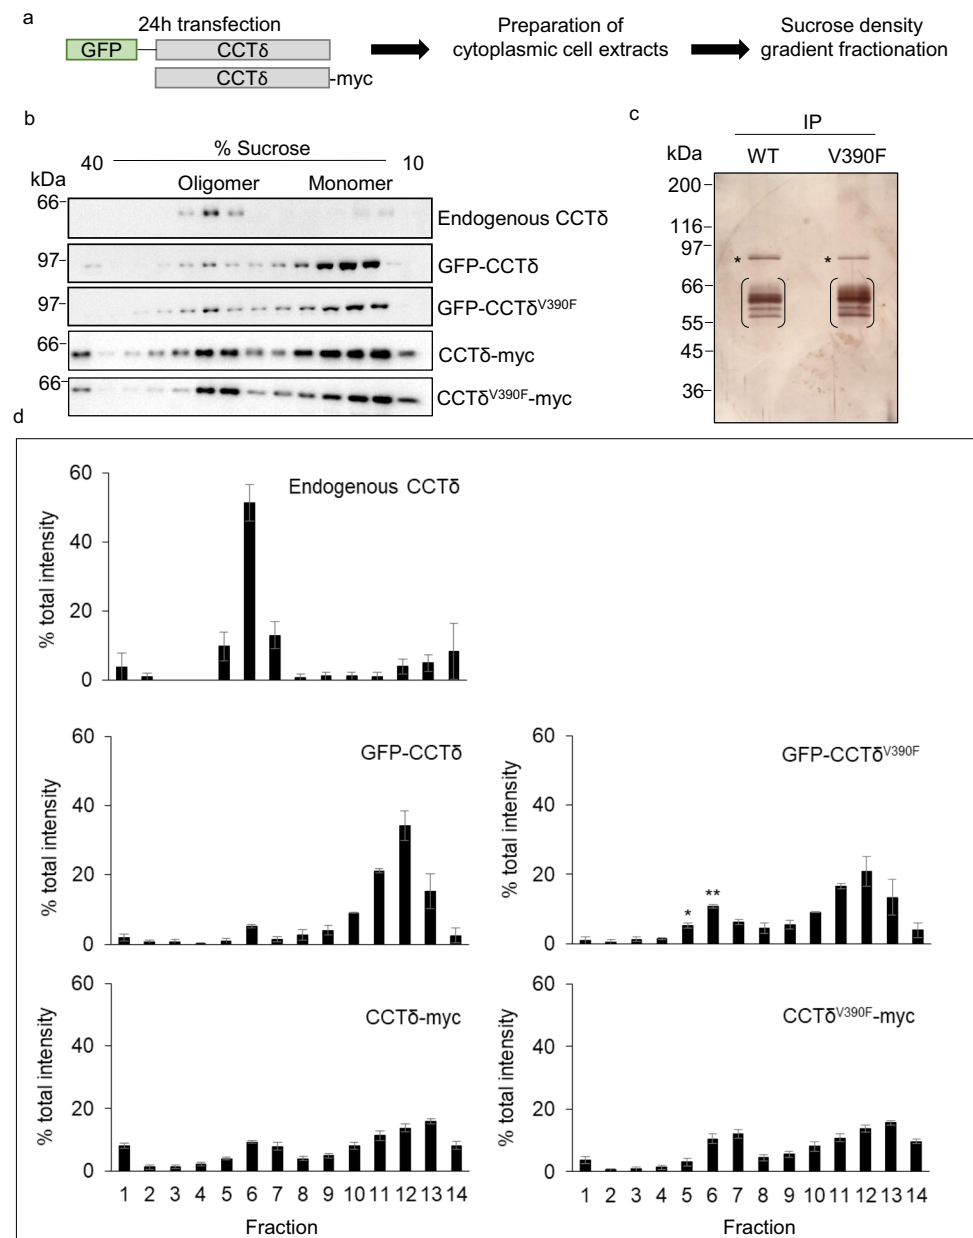 a
24h transfection
GFP
CCTδ
CCTδ
-myc
Preparation of
cytoplasmic cell extracts
Sucrose density
gradient fractionation
b
% Sucrose
40
10
kDa
Oligomer
Monomer
66
Endogenous CCTδ
97
GFP-CCTδ
97
GFP-CCTδV390F
66
CCTδ-myc
66
CCTδV390F-myc
c
IP
kDa
WT
V390F
200
116
97
*
*
66
55
45
36
d
60
40
20
0
% total intensity
Endogenous CCTδ
60
40
20
0
% total intensity
GFP-CCTδ
60
40
20
0
% total intensity
GFP-CCTδV390F
*
**
60
40
20
0
% total intensity
CCTδ-myc
1 2 3 4 5 6 7 8 9 10 11 12 13 14
Fraction
60
40
20
0
% total intensity
CCTδV390F-myc
1 2 3 4 5 6 7 8 9 10 11 12 13 14
Fraction